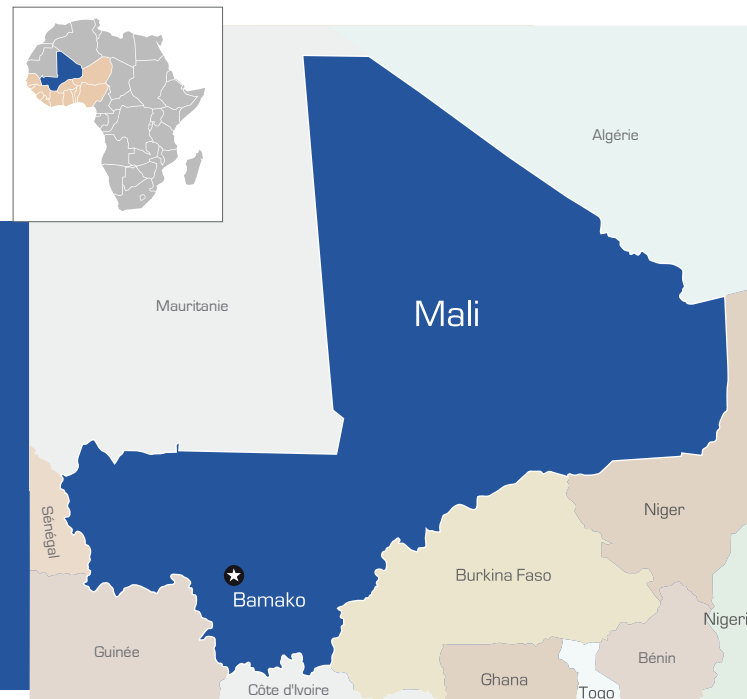 Algérie
Mauritanie
Mali
Sénégal
Niger
Burkina Faso
Bamako
Nigeri
Guinée
Bénin
Ghana
Côte d'Ivoire
Togo